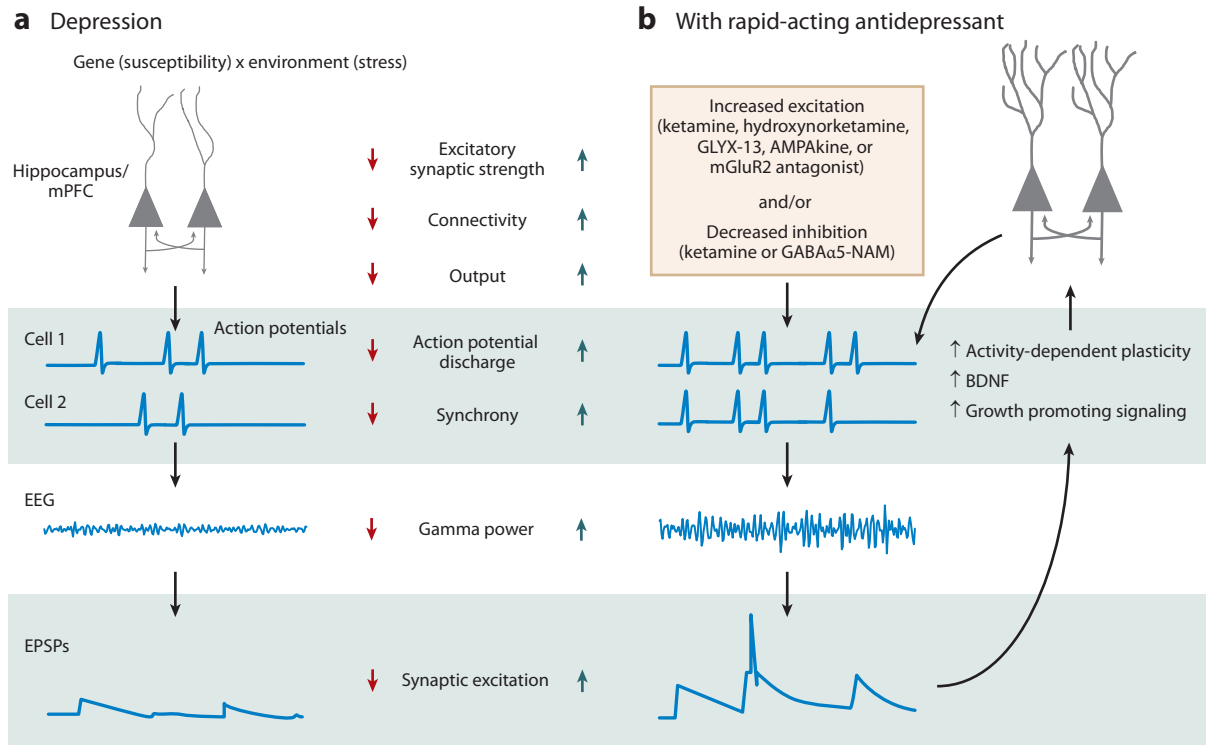 a Depression
Gene (susceptibility) x environment (stress)
Hippocampus/
mPFC
Excitatory
synaptic strength
Connectivity
Output
Cell 1
Action potentials
Action potential
discharge
Cell 2
Synchrony
EEG
Gamma power
EPSPs
Synaptic excitation
b With rapid-acting antidepressant
Increased excitation
(ketamine, hydroxynorketamine,
GLYX-13, AMPAkine, or
mGluR2 antagonist)
and/or
Decreased inhibition
(ketamine or GABAα5-NAM)
↑ Activity-dependent plasticity
↑ BDNF
↑ Growth promoting signaling